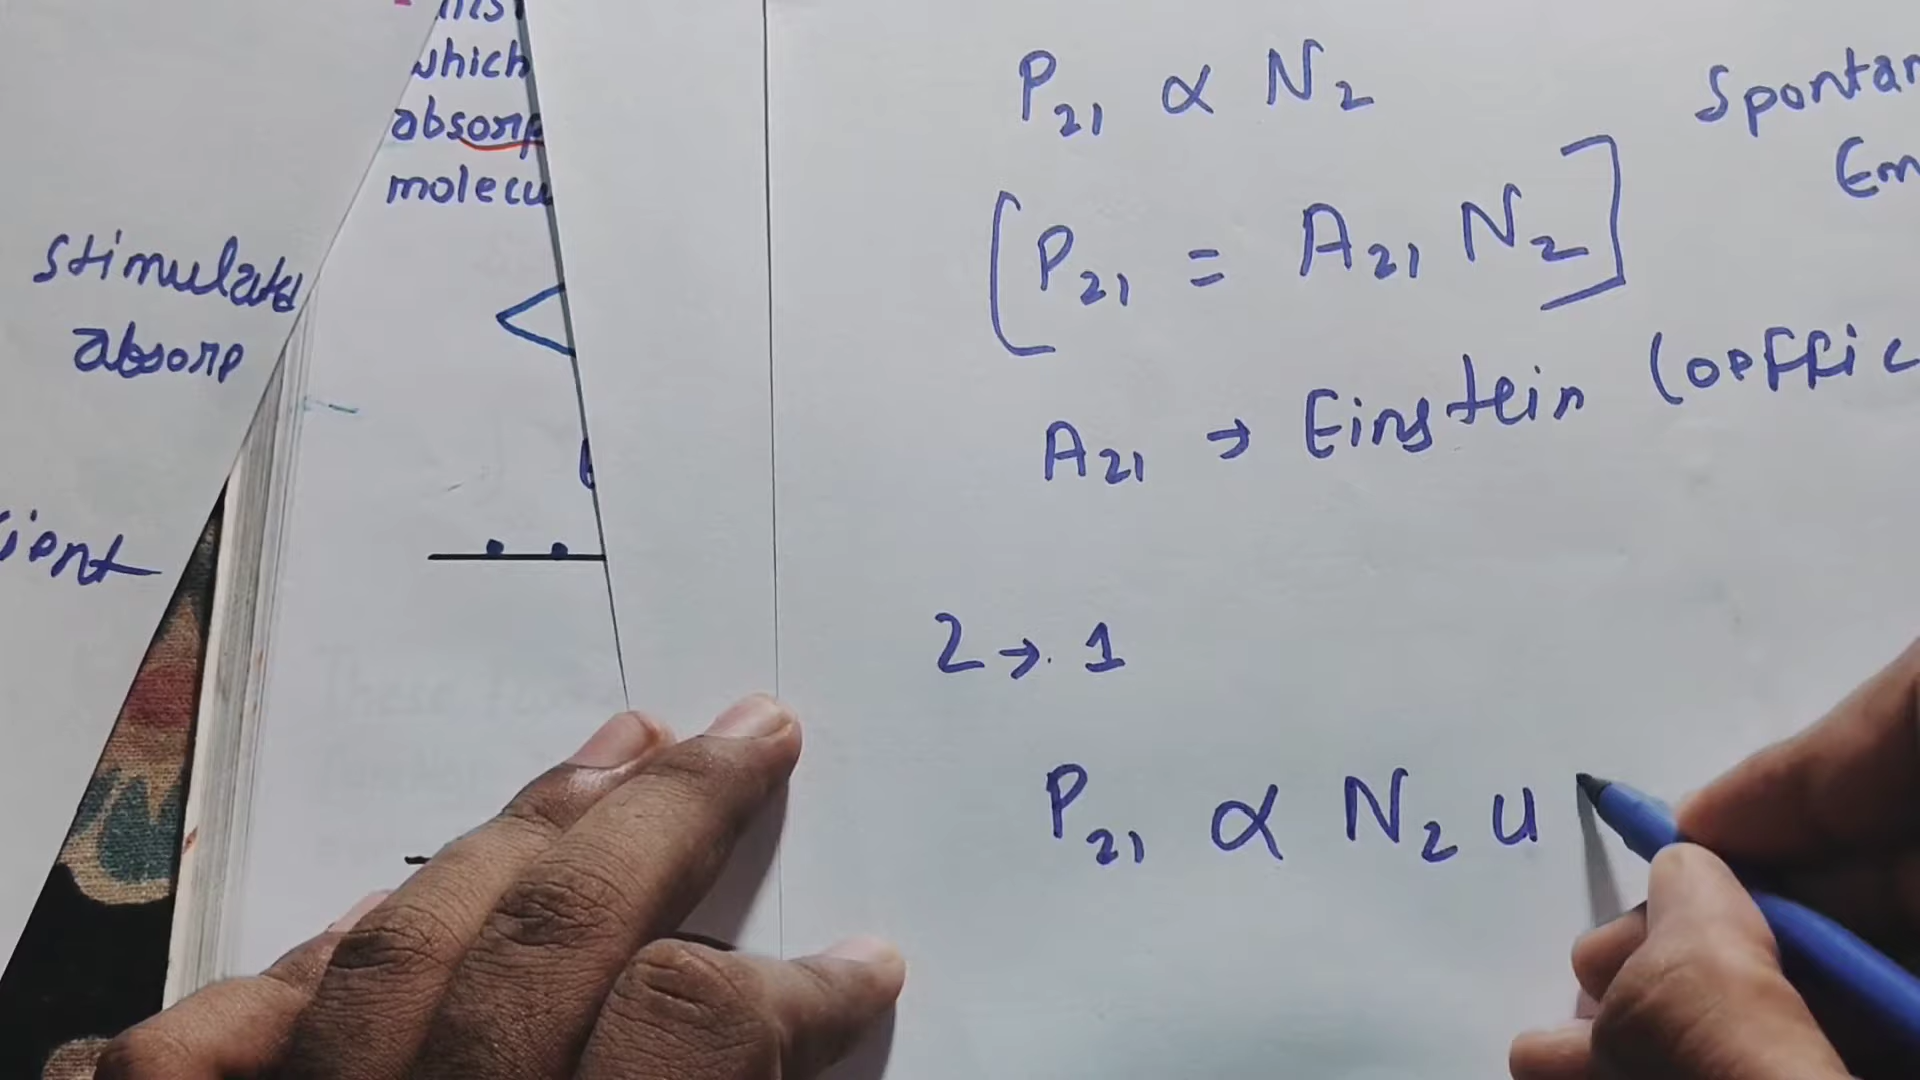 which
absorp
molecu
stimulated
absorp
P₂₁ ∝ N₂
[P₂₁ = A₂₁ N₂]
Spontan
Em
A₂₁ → Einstein Coeffic
2 → 1
P₂₁ ∝ N₂ u